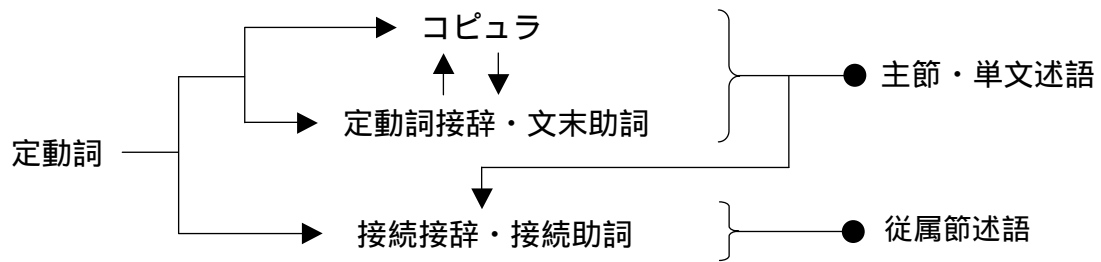 コピュラ
主節・単文述語
定動詞接辞・文末助詞
定動詞
接続接辞・接続助詞
従属節述語